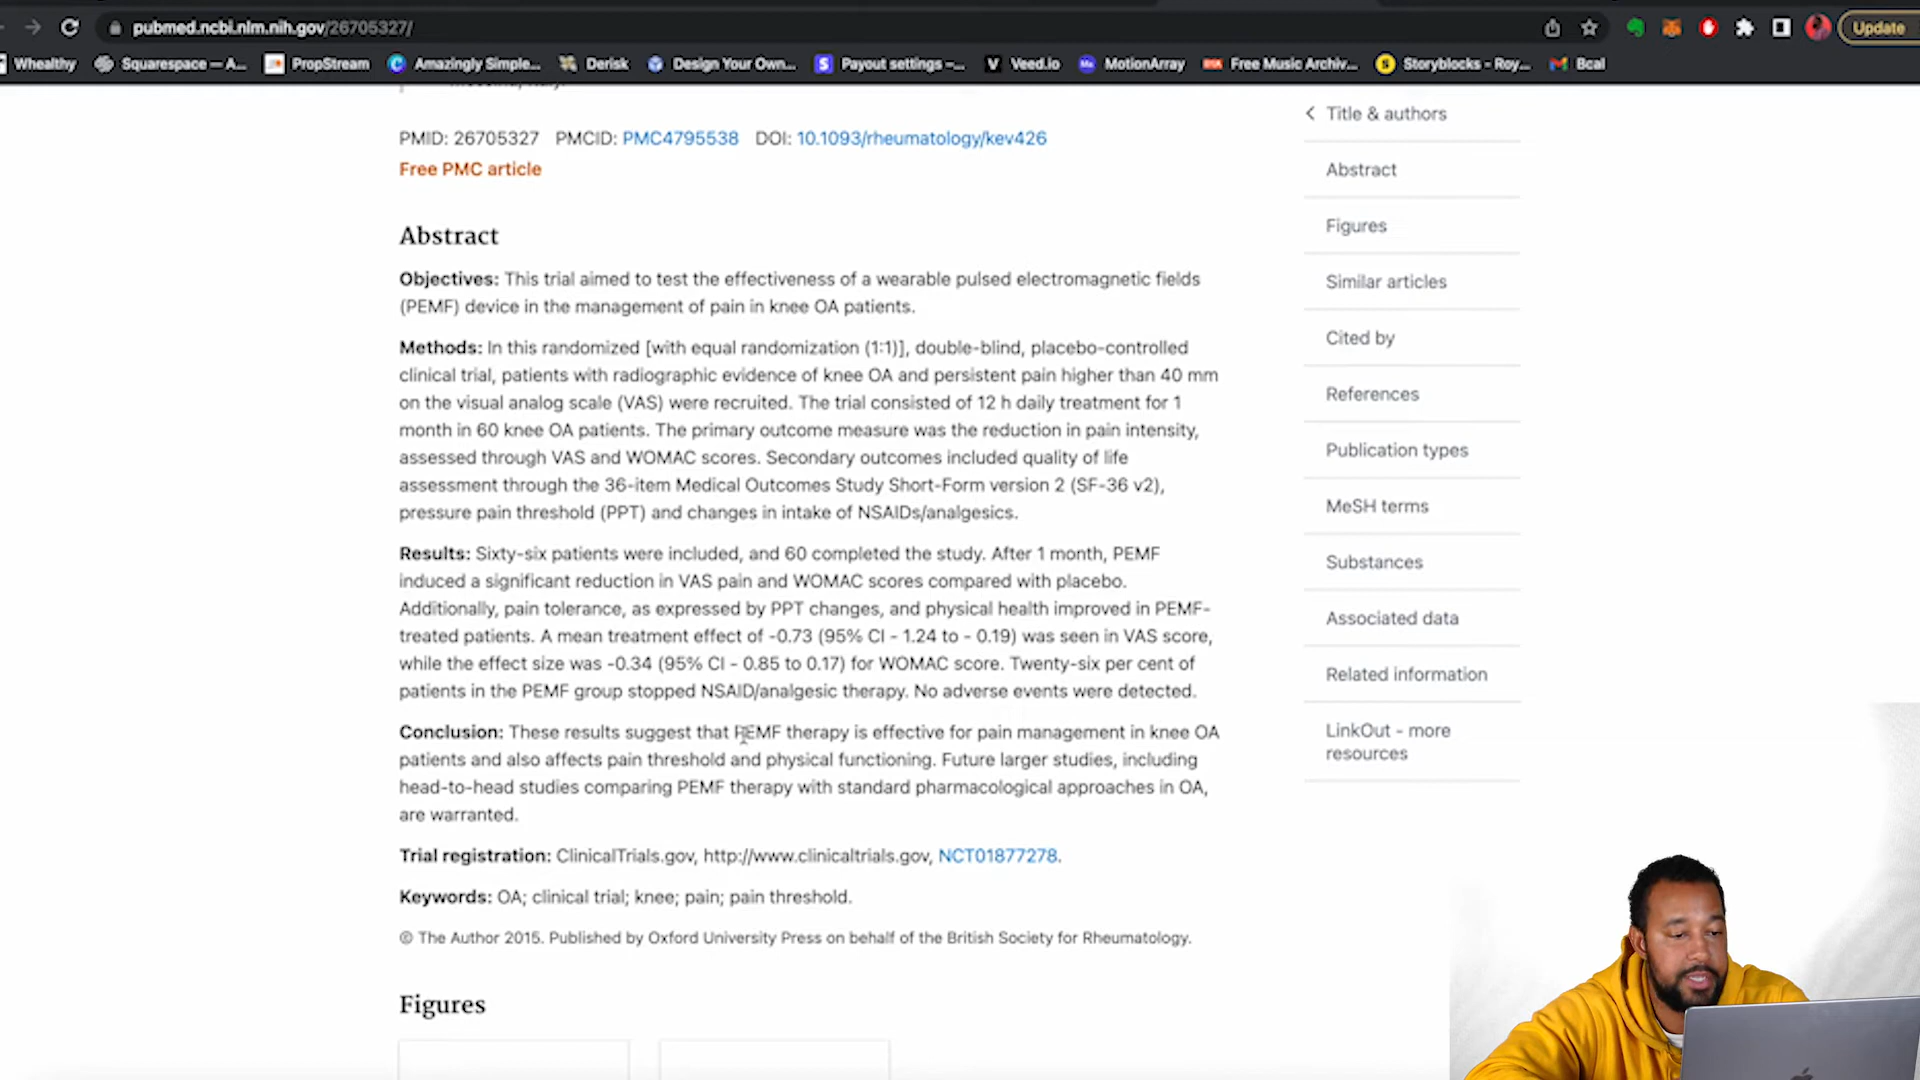 pubmed.ncbi.nlm.nih.gov/26705327/
Update
Whealthy
Squarespace — A...
PropStream
Amazingly Simple...
Derisk
Design Your Own...
Payout settings –...
Veed.io
MotionArray
Free Music Archiv...
Storyblocks - Roy...
Bcal
PMID: 26705327 PMCID: PMC4795538 DOI: 10.1093/rheumatology/kev426
Free PMC article
Abstract
Objectives: This trial aimed to test the effectiveness of a wearable pulsed electromagnetic fields
(PEMF) device in the management of pain in knee OA patients.
Methods: In this randomized [with equal randomization (1:1)], double-blind, placebo-controlled
clinical trial, patients with radiographic evidence of knee OA and persistent pain higher than 40 mm
on the visual analog scale (VAS) were recruited. The trial consisted of 12 h daily treatment for 1
month in 60 knee OA patients. The primary outcome measure was the reduction in pain intensity,
assessed through VAS and WOMAC scores. Secondary outcomes included quality of life
assessment through the 36-item Medical Outcomes Study Short-Form version 2 (SF-36 v2),
pressure pain threshold (PPT) and changes in intake of NSAIDs/analgesics.
Results: Sixty-six patients were included, and 60 completed the study. After 1 month, PEMF
induced a significant reduction in VAS pain and WOMAC scores compared with placebo.
Additionally, pain tolerance, as expressed by PPT changes, and physical health improved in PEMF-
treated patients. A mean treatment effect of -0.73 (95% CI - 1.24 to - 0.19) was seen in VAS score,
while the effect size was -0.34 (95% CI - 0.85 to 0.17) for WOMAC score. Twenty-six per cent of
patients in the PEMF group stopped NSAID/analgesic therapy. No adverse events were detected.
Conclusion: These results suggest that PEMF therapy is effective for pain management in knee OA
patients and also affects pain threshold and physical functioning. Future larger studies, including
head-to-head studies comparing PEMF therapy with standard pharmacological approaches in OA,
are warranted.
Trial registration: ClinicalTrials.gov, http://www.clinicaltrials.gov, NCT01877278.
Keywords: OA; clinical trial; knee; pain; pain threshold.
© The Author 2015. Published by Oxford University Press on behalf of the British Society for Rheumatology.
Figures
Title & authors
Abstract
Figures
Similar articles
Cited by
References
Publication types
MeSH terms
Substances
Associated data
Related information
LinkOut - more
resources